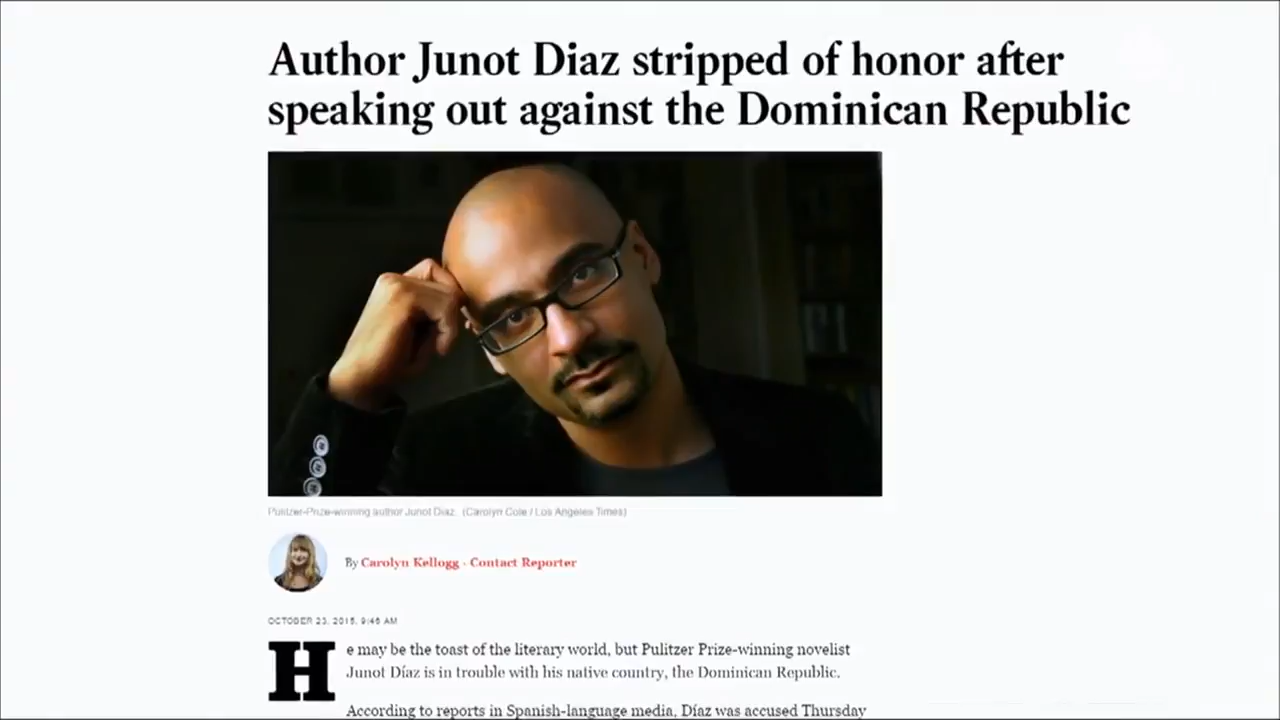 Author Junot Diaz stripped of honor after
speaking out against the Dominican Republic
Pulitzer-Prize-winning author Junot Diaz. (Carolyn Cole / Los Angeles Times)
By Carolyn Kellogg · Contact Reporter
OCTOBER 23, 2015, 9:46 AM
He may be the toast of the literary world, but Pulitzer Prize-winning novelist
Junot Díaz is in trouble with his native country, the Dominican Republic.
According to reports in Spanish-language media, Díaz was accused Thursday